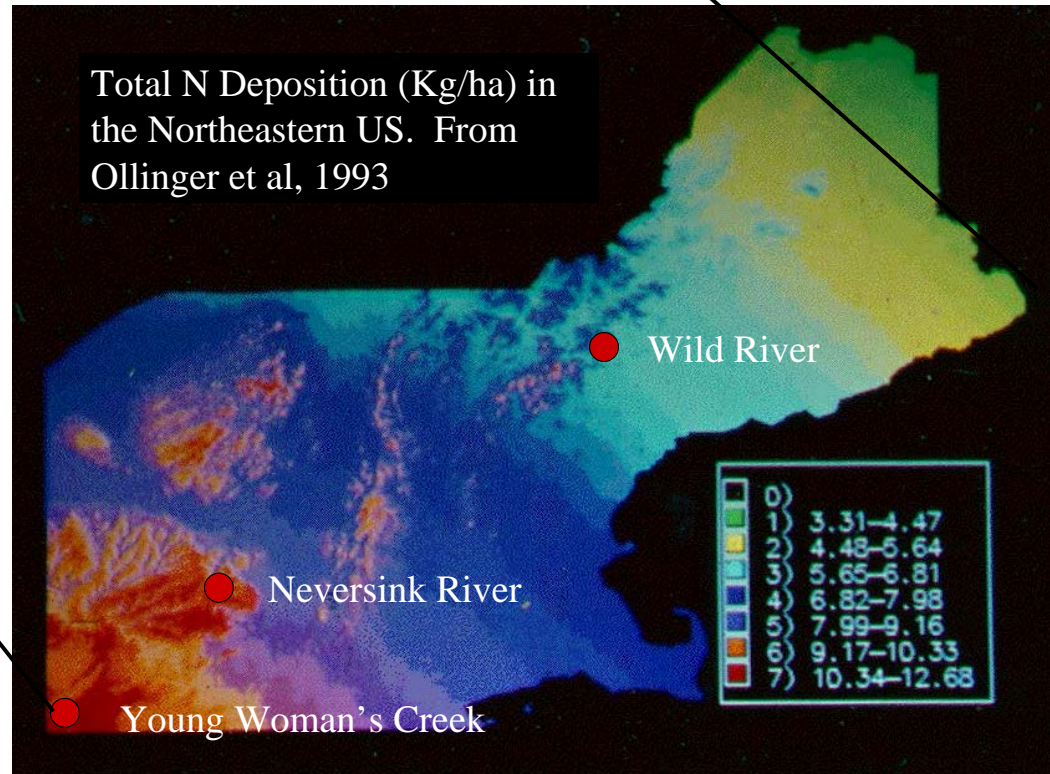 Total N Deposition (Kg/ha) in
the Northeastern US. From
Ollinger et al, 1993
Wild River
Neversink River
Young Woman’s Creek
0)
1) 3.31–4.47
2) 4.48–5.64
3) 5.65–6.81
4) 6.82–7.98
5) 7.99–9.16
6) 9.17–10.33
7) 10.34–12.68